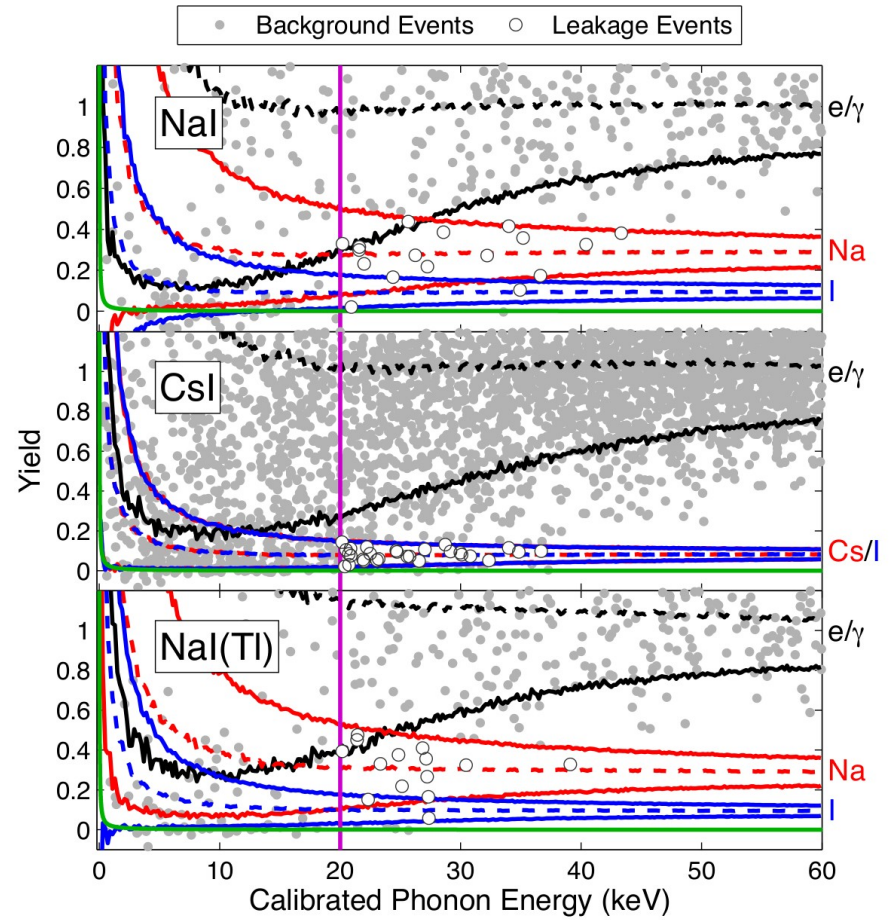 Background Events Leakage Events
NaI
e/γ
Na
I
1
0.8
0.6
0.4
0.2
0
CsI
e/γ
Cs/I
1
0.8
0.6
0.4
0.2
0
Yield
NaI(Tl)
e/γ
Na
I
1
0.8
0.6
0.4
0.2
0
0 10 20 30 40 50 60
Calibrated Phonon Energy (keV)